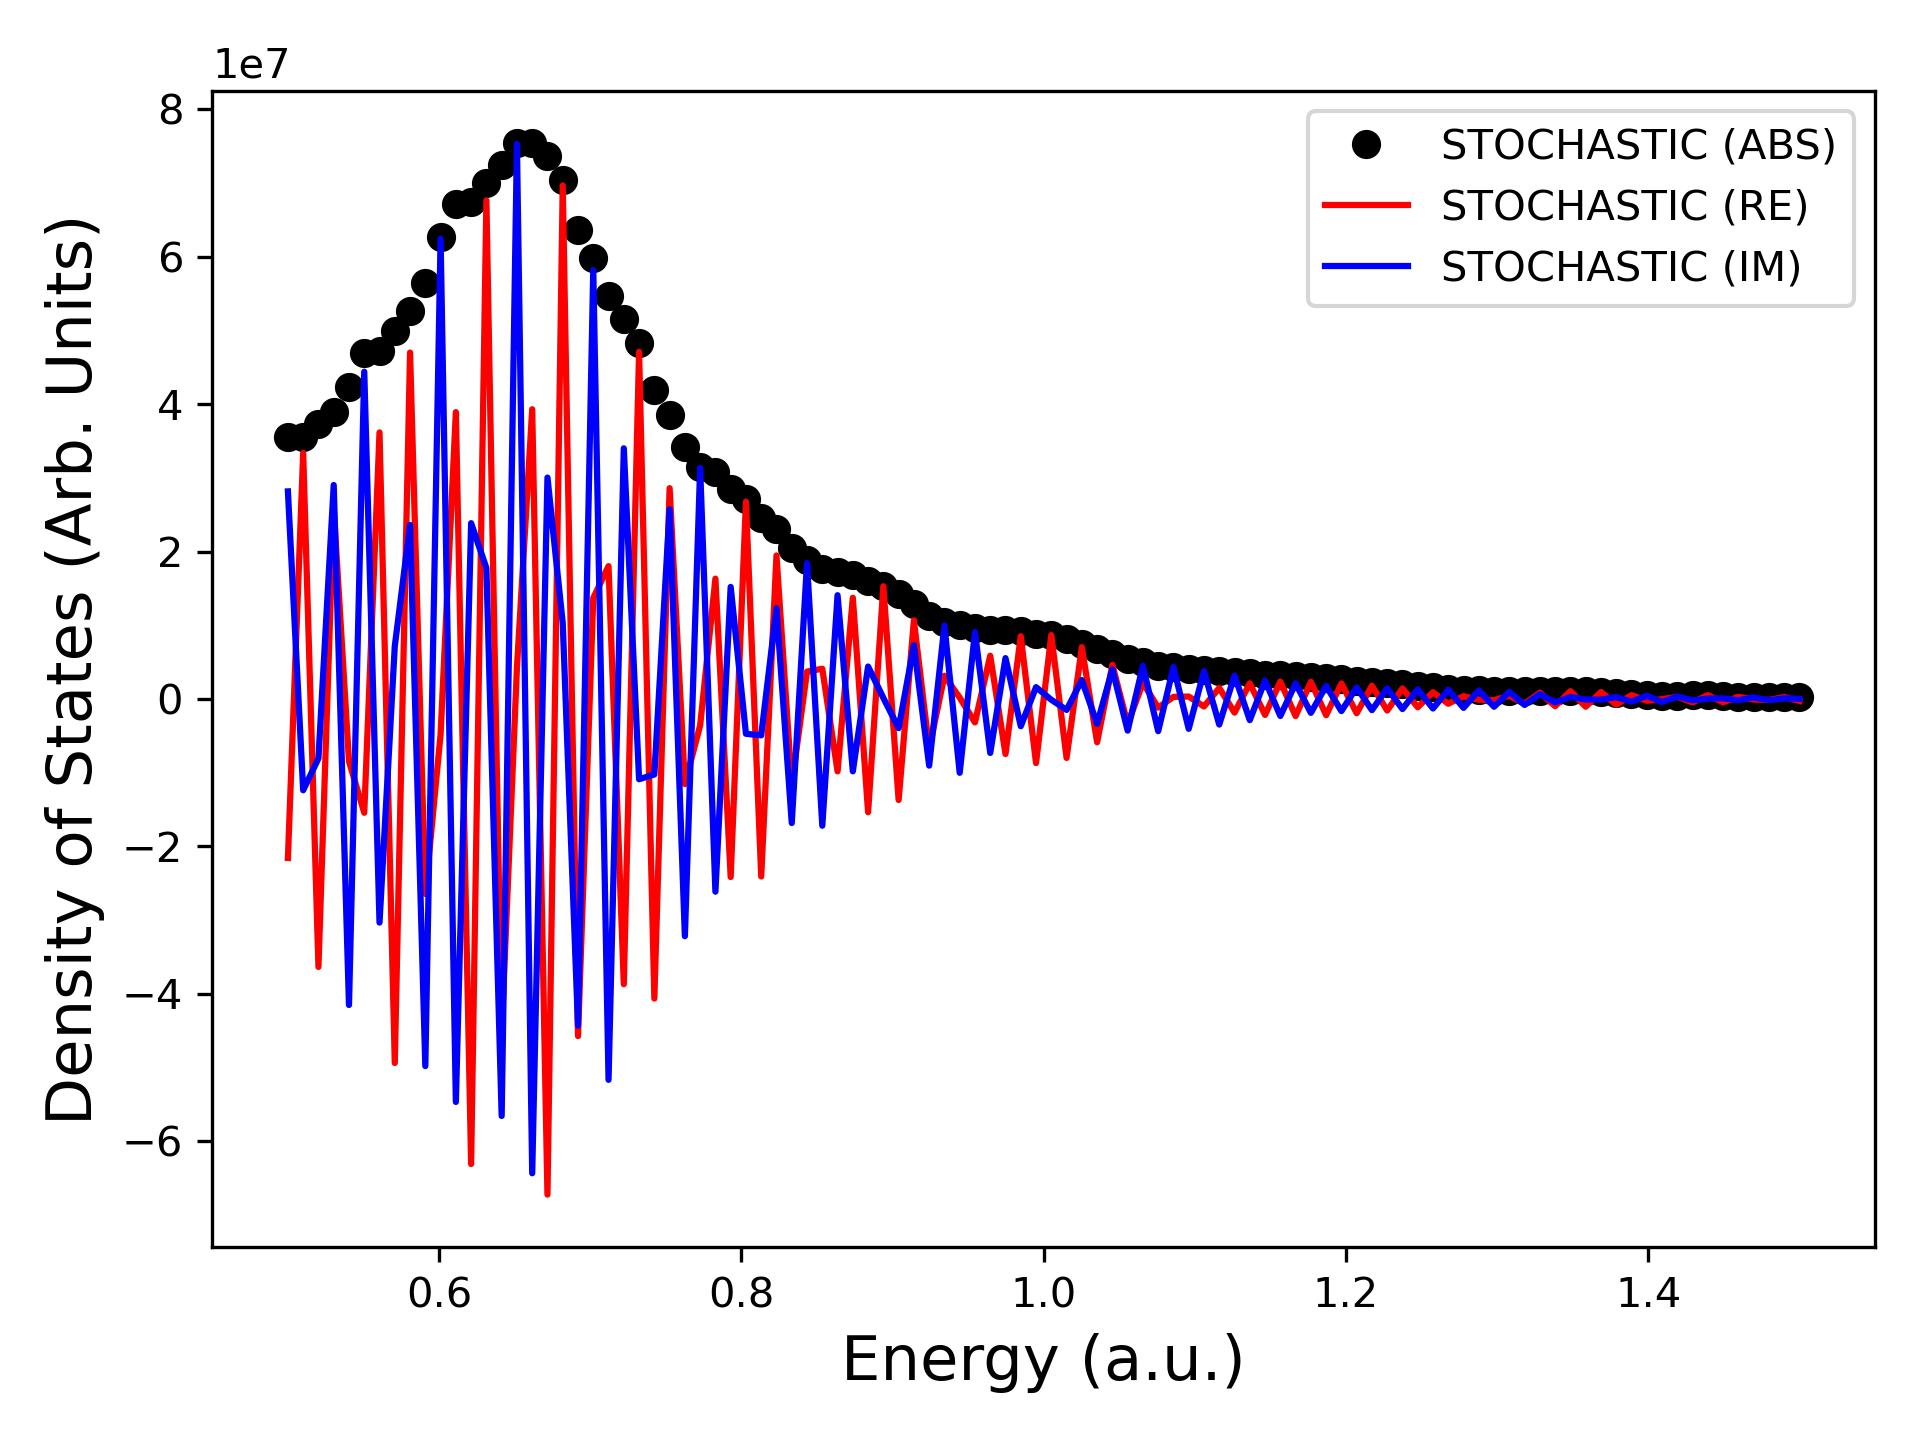 1e7
8
6
4
2
0
−2
−4
−6
Density of States (Arb. Units)
STOCHASTIC (ABS)
STOCHASTIC (RE)
STOCHASTIC (IM)
0.6 0.8 1.0 1.2 1.4
Energy (a.u.)